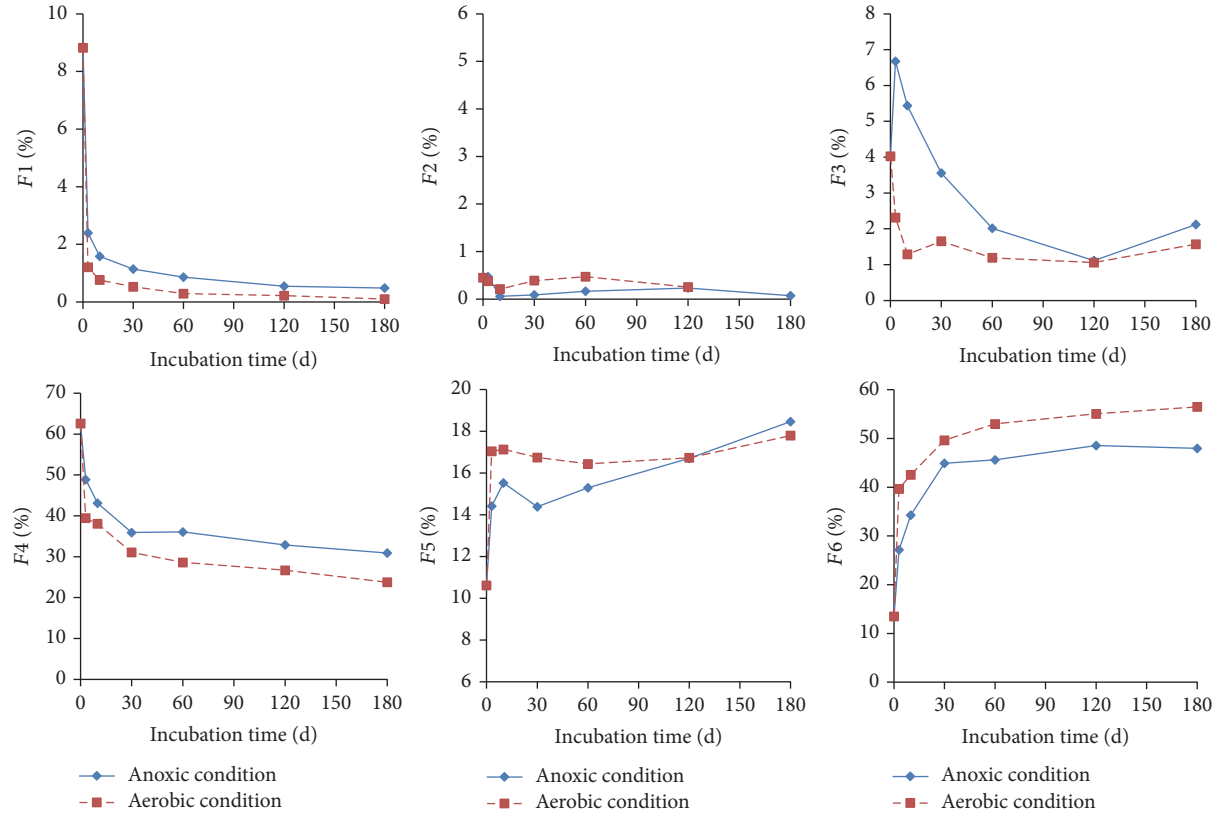 F1 (%)
10
8
6
4
2
0
0 30 60 90 120 150 180
Incubation time (d)
F2 (%)
6
5
4
3
2
1
0
0 30 60 90 120 150 180
Incubation time (d)
F3 (%)
8
7
6
5
4
3
2
1
0
0 30 60 90 120 150 180
Incubation time (d)
F4 (%)
70
60
50
40
30
20
10
0
0 30 60 90 120 150 180
Incubation time (d)
Anoxic condition
Aerobic condition
F5 (%)
20
18
16
14
12
10
8
6
0 30 60 90 120 150 180
Incubation time (d)
Anoxic condition
Aerobic condition
F6 (%)
60
50
40
30
20
10
0
0 30 60 90 120 150 180
Incubation time (d)
Anoxic condition
Aerobic condition